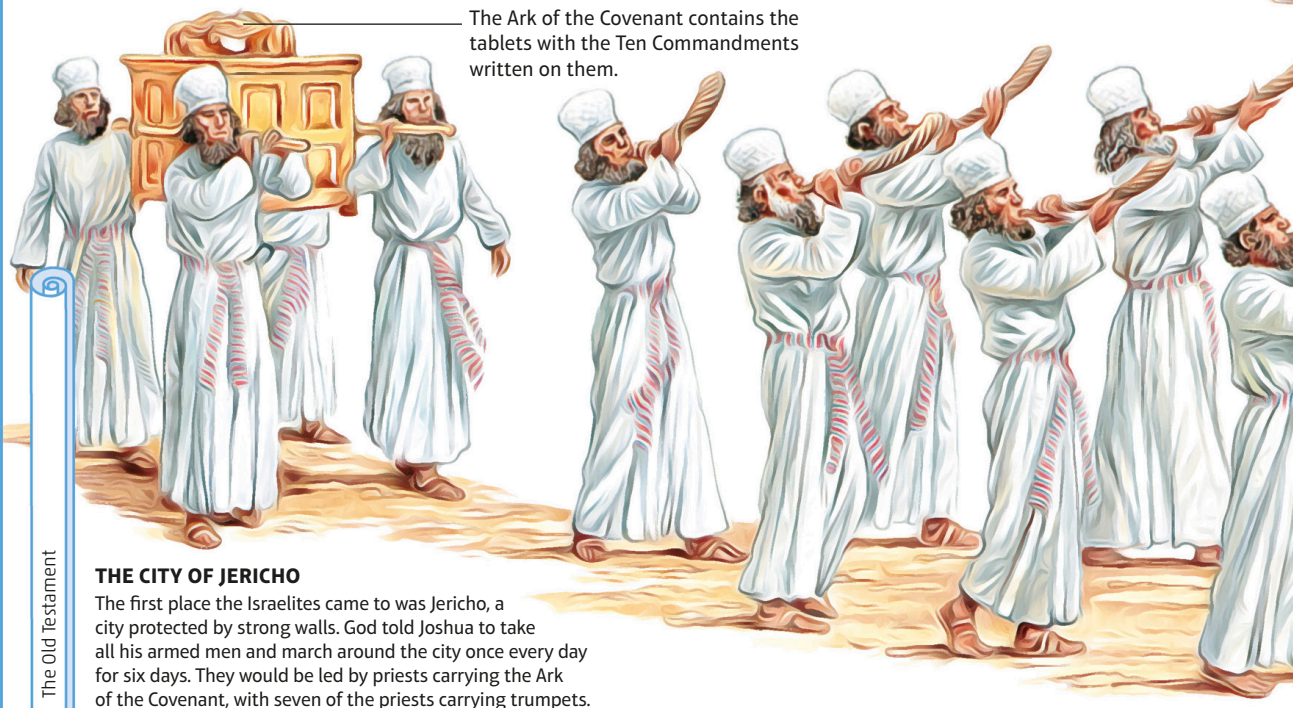 The Ark of the Covenant contains the
tablets with the Ten Commandments
written on them.
The Old Testament
THE CITY OF JERICHO
The first place the Israelites came to was Jericho, a
city protected by strong walls. God told Joshua to take
all his armed men and march around the city once every day
for six days. They would be led by priests carrying the Ark
of the Covenant, with seven of the priests carrying trumpets.